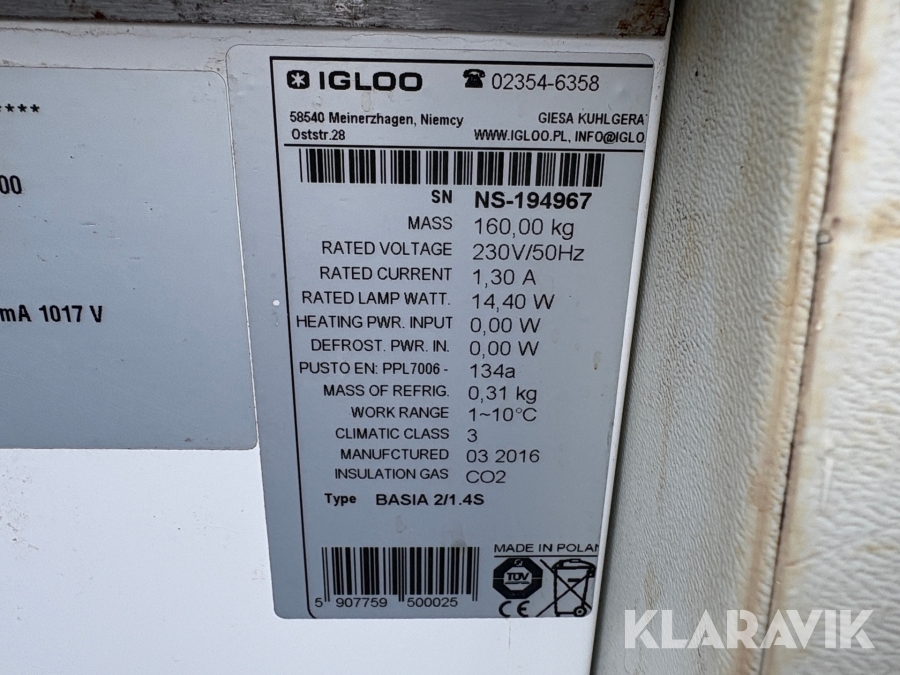 ****
00
mA 1017 V
IGLOO 02354-6358
58540 Meinerzhagen, Niemcy GIESA KUHLGERA
Oststr.28 WWW.IGLOO.PL, INFO@IGLO
SN NS-194967
MASS 160,00 kg
RATED VOLTAGE 230V/50Hz
RATED CURRENT 1,30 A
RATED LAMP WATT. 14,40 W
HEATING PWR. INPUT 0,00 W
DEFROST. PWR. IN. 0,00 W
PUSTO EN: PPL7006 - 134a
MASS OF REFRIG. 0,31 kg
WORK RANGE 1~10°C
CLIMATIC CLASS 3
MANUFCTURED 03 2016
INSULATION GAS CO2
Type BASIA 2/1.4S
MADE IN POLAN
TÜV
CE
5 907759 500025
KLARAVIK